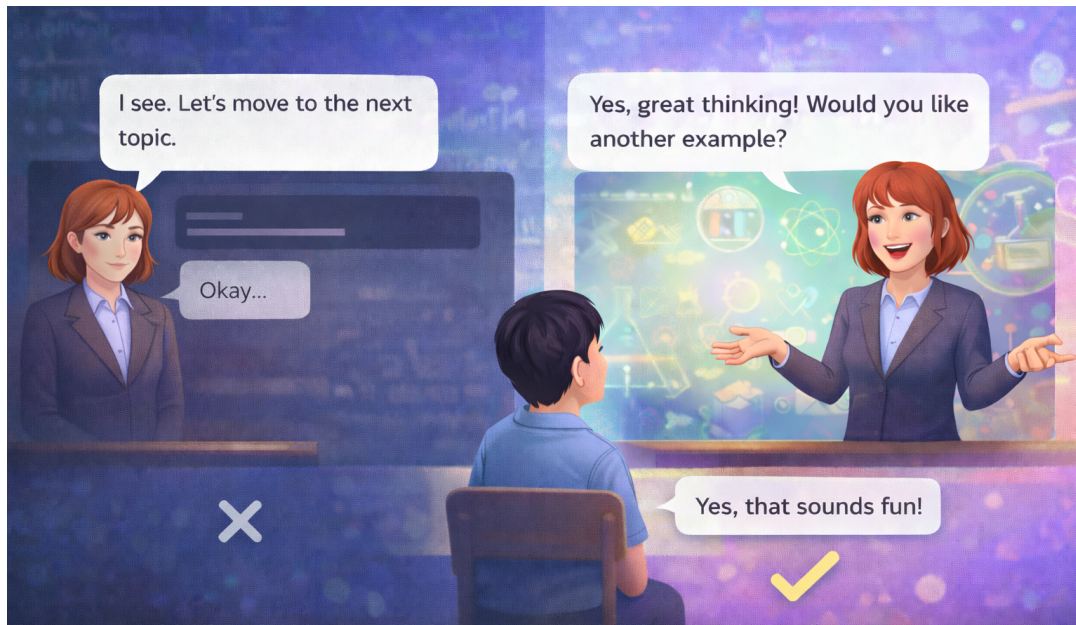 I see. Let's move to the next
topic.
Okay...
Yes, great thinking! Would you like
another example?
Yes, that sounds fun!